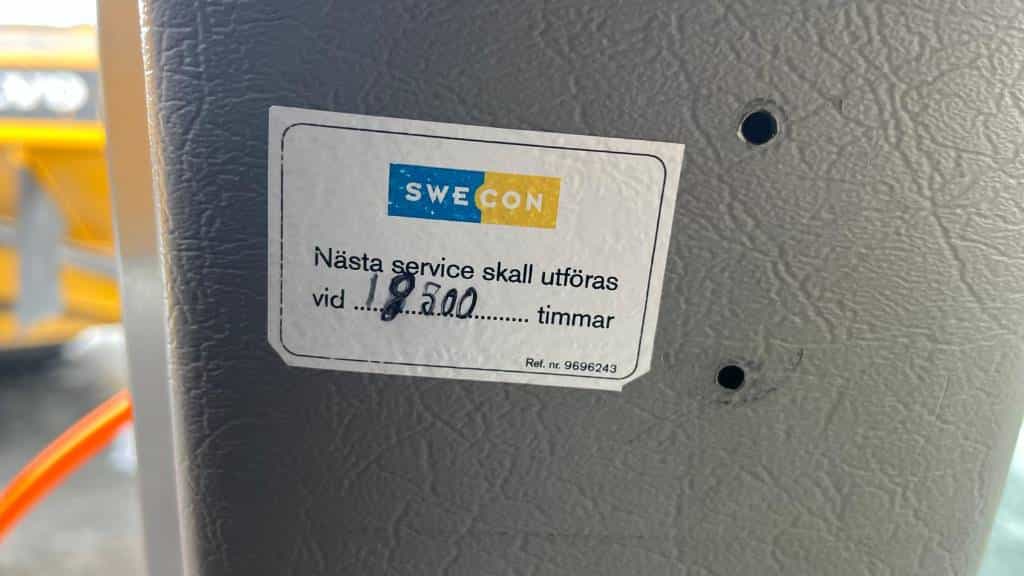 SWECON
Nästa service skall utföras
vid ....18500.... timmar
Ref. nr. 9696243